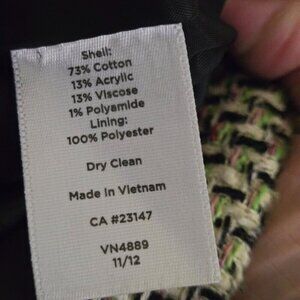 Shell:
73% Cotton
13% Acrylic
13% Viscose
1% Polyamide
Lining:
100% Polyester
Dry Clean
Made in Vietnam
CA #23147
VN4889
11/12